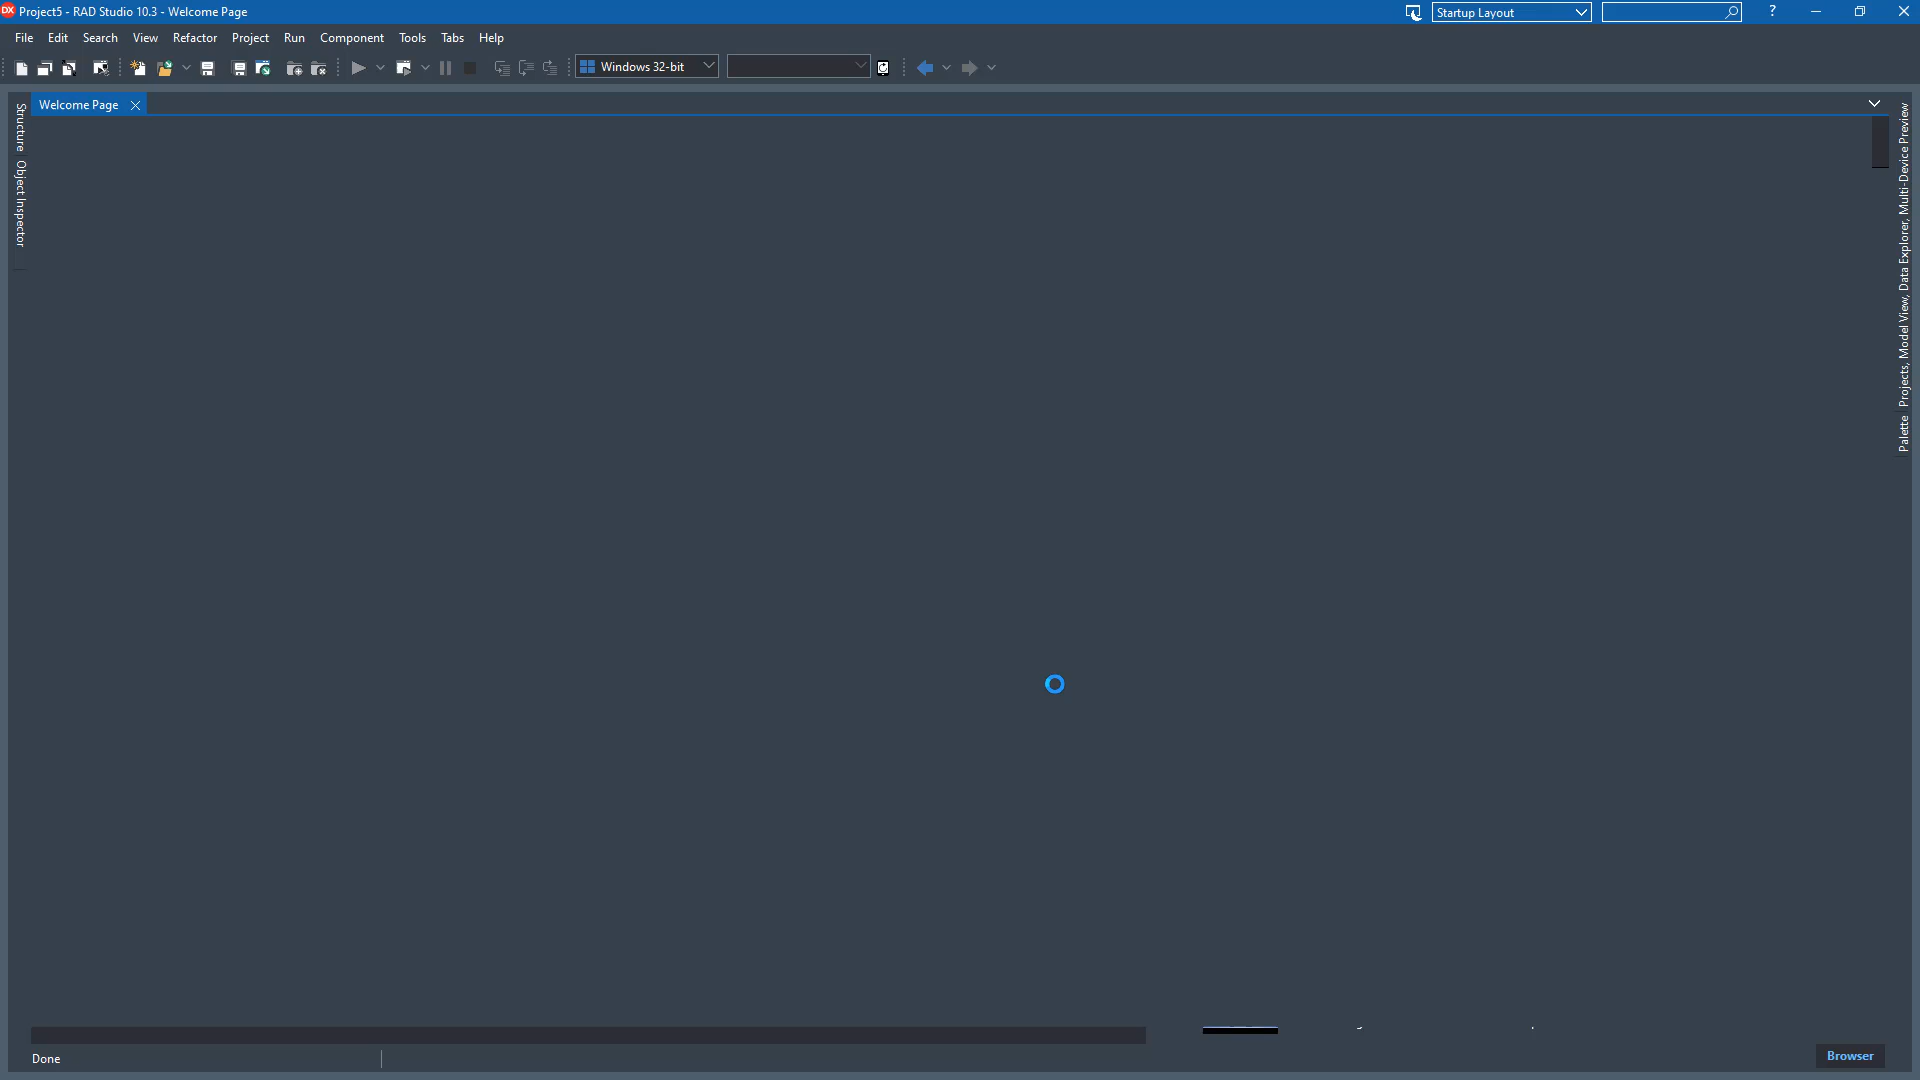 DX Project5 - RAD Studio 10.3 - Welcome Page
Startup Layout
?
File Edit Search View Refactor Project Run Component Tools Tabs Help
Windows 32-bit
Welcome Page
Structure
Object Inspector
Projects, Model View, Data Explorer, Multi-Device Preview
Palette
Done
Browser